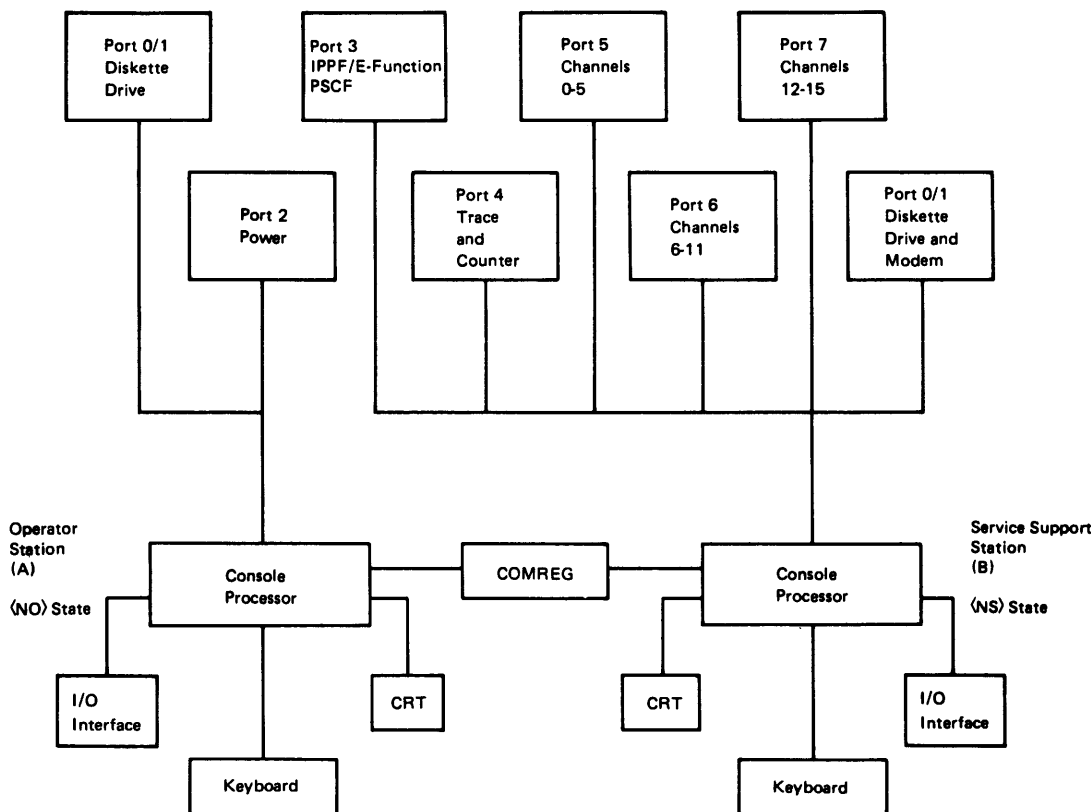 Port 0/1
Diskette
Drive
Port 3
IPPF/E-Function
PSCF
Port 5
Channels
0-5
Port 7
Channels
12-15
Port 2
Power
Port 4
Trace
and
Counter
Port 6
Channels
6-11
Port 0/1
Diskette
Drive and
Modem
Operator
Station
(A)
⟨NO⟩ State
Console
Processor
COMREG
Console
Processor
Service Support
Station
(B)
⟨NS⟩ State
I/O
Interface
CRT
CRT
I/O
Interface
Keyboard
Keyboard